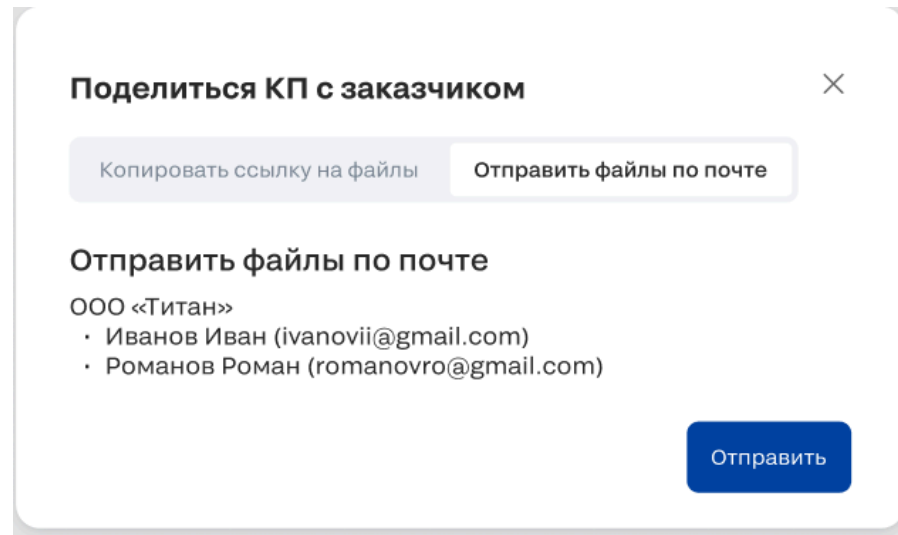 Поделиться КП с заказчиком
Копировать ссылку на файлы
Отправить файлы по почте
Отправить файлы по почте
ООО «Титан»
· Иванов Иван (ivanovii@gmail.com)
· Романов Роман (romanovro@gmail.com)
Отправить